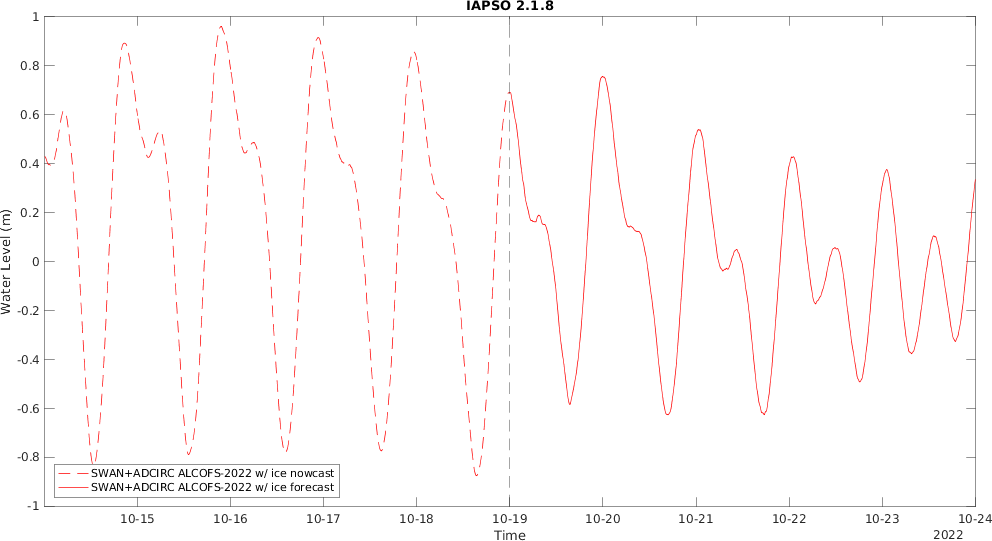 IAPSO 2.1.8
1
0.8
0.6
0.4
0.2
0
-0.2
-0.4
-0.6
-0.8
-1
Water Level (m)
SWAN+ADCIRC ALCOFS-2022 w/ ice nowcast
SWAN+ADCIRC ALCOFS-2022 w/ ice forecast
10-15 10-16 10-17 10-18 10-19 10-20 10-21 10-22 10-23 10-24
Time
2022